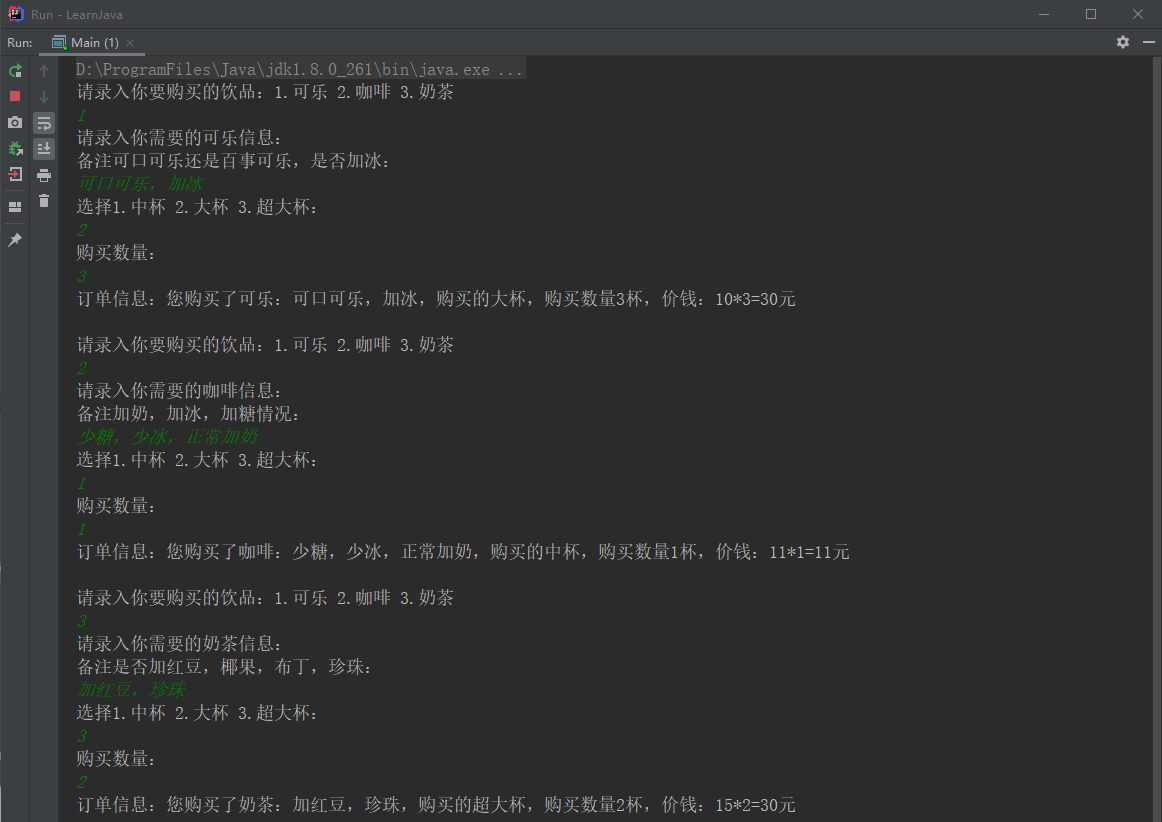 Run - LearnJava
Run: Main (1)
D:\ProgramFiles\Java\jdk1.8.0_261\bin\java.exe ...
请录入你要购买的饮品：1.可乐 2.咖啡 3.奶茶
1
请录入你需要的可乐信息：
备注可口可乐还是百事可乐，是否加冰：
可口可乐，加冰
选择1.中杯 2.大杯 3.超大杯：
2
购买数量：
3
订单信息：您购买了可乐：可口可乐，加冰，购买的大杯，购买数量3杯，价钱：10*3=30元
请录入你要购买的饮品：1.可乐 2.咖啡 3.奶茶
2
请录入你需要的咖啡信息：
备注加奶，加冰，加糖情况：
少糖，少冰，正常加奶
选择1.中杯 2.大杯 3.超大杯：
1
购买数量：
1
订单信息：您购买了咖啡：少糖，少冰，正常加奶，购买的中杯，购买数量1杯，价钱：11*1=11元
请录入你要购买的饮品：1.可乐 2.咖啡 3.奶茶
3
请录入你需要的奶茶信息：
备注是否加红豆，椰果，布丁，珍珠：
加红豆，珍珠
选择1.中杯 2.大杯 3.超大杯：
3
购买数量：
2
订单信息：您购买了奶茶：加红豆，珍珠，购买的超大杯，购买数量2杯，价钱：15*2=30元